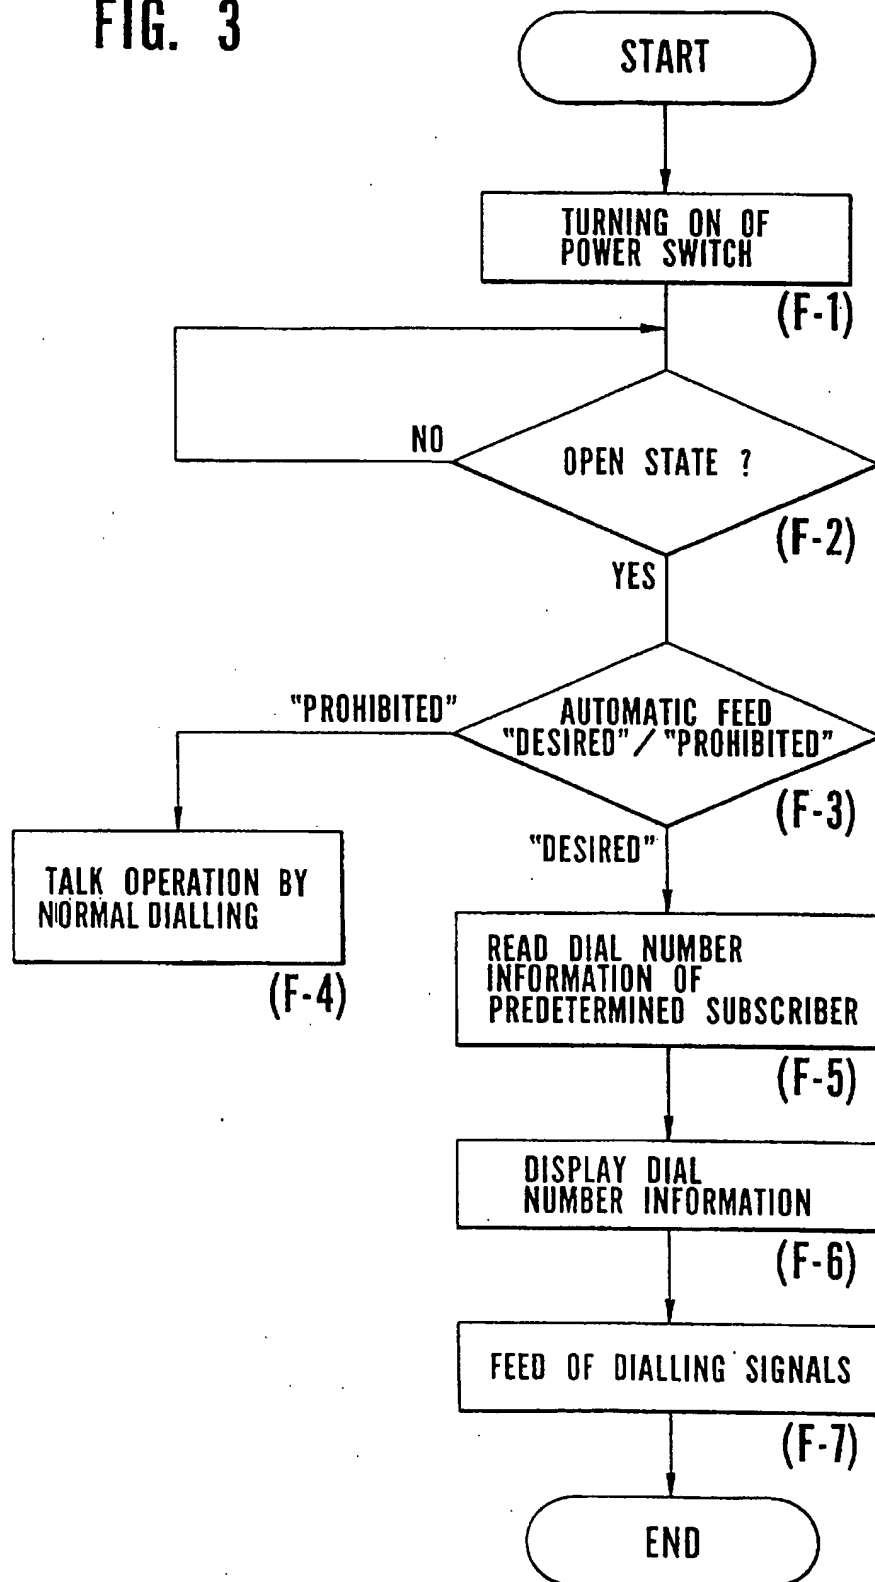 FIG. 3
START
TURNING ON OF
POWER SWITCH
(F-1)
NO
OPEN STATE ?
(F-2)
YES
"PROHIBITED"
AUTOMATIC FEED
"DESIRED" / "PROHIBITED"
(F-3)
"DESIRED"
TALK OPERATION BY
NORMAL DIALLING
(F-4)
READ DIAL NUMBER
INFORMATION OF
PREDETERMINED SUBSCRIBER
(F-5)
DISPLAY DIAL
NUMBER INFORMATION
(F-6)
FEED OF DIALLING SIGNALS
(F-7)
END